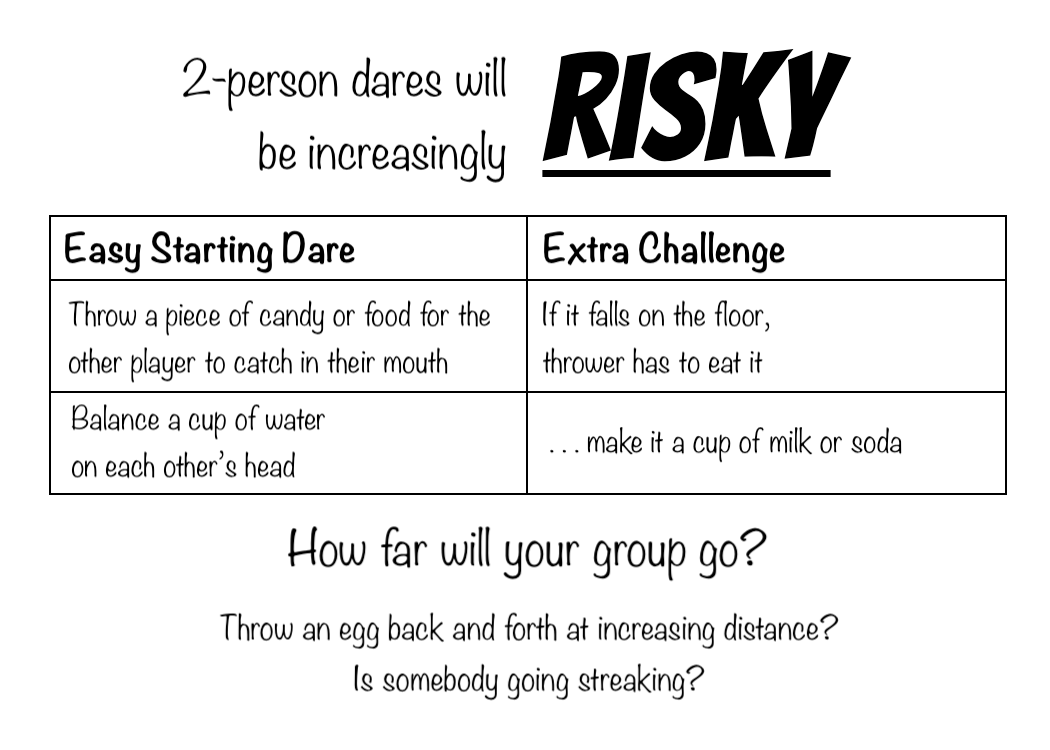 2-person dares will
be increasingly RISKY
Easy Starting Dare
Extra Challenge
Throw a piece of candy or food for the
other player to catch in their mouth
If it falls on the floor,
thrower has to eat it
Balance a cup of water
on each other’s head
...make it a cup of milk or soda
How far will your group go?
Throw an egg back and forth at increasing distance?
Is somebody going streaking?